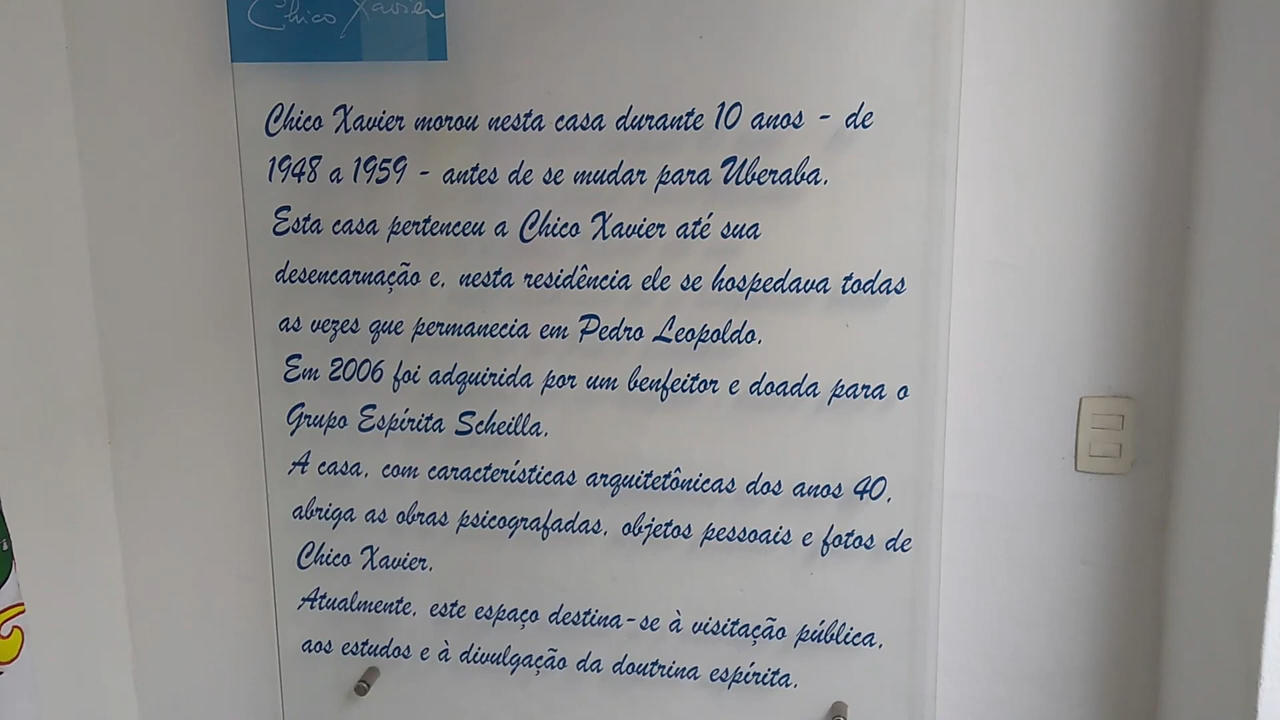 Chico Xavier
Chico Xavier morou nesta casa durante 10 anos - de
1948 a 1959 - antes de se mudar para Uberaba.
Esta casa pertenceu a Chico Xavier até sua
desencarnação e, nesta residência ele se hospedava todas
as vezes que permanecia em Pedro Leopoldo.
Em 2006 foi adquirida por um benfeitor e doada para o
Grupo Espírita Scheilla.
A casa, com características arquitetônicas dos anos 40,
abriga as obras psicografadas, objetos pessoais e fotos de
Chico Xavier.
Atualmente, este espaço destina-se à visitação pública,
aos estudos e à divulgação da doutrina espírita.